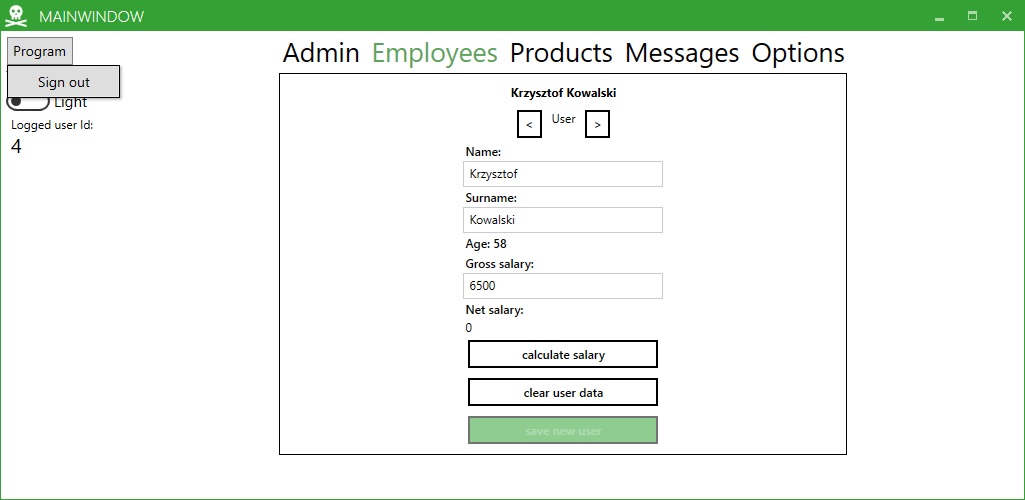 MAINWINDOW
Program
Sign out
Light
Logged user Id:
4
Admin Employees Products Messages Options
Krzysztof Kowalski
< User >
Name:
Krzysztof
Surname:
Kowalski
Age: 58
Gross salary:
6500
Net salary:
0
calculate salary
clear user data
save new user